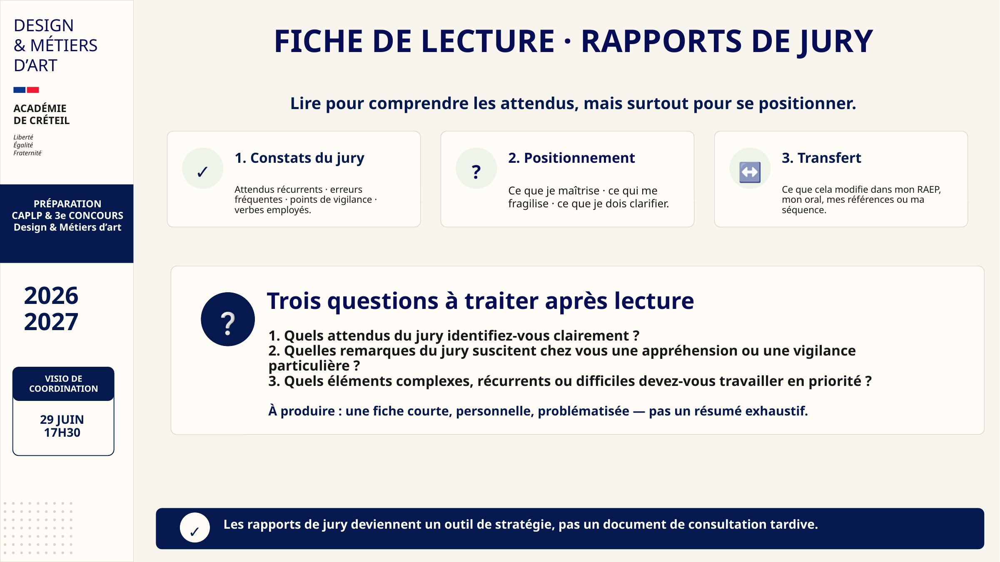 DESIGN
& MÉTIERS
D’ART
ACADÉMIE
DE CRÉTEIL
Liberté
Égalité
Fraternité
PRÉPARATION
CAPLP & 3e CONCOURS
Design & Métiers d’art
2026
2027
VISIO DE
COORDINATION
29 JUIN
17H30
FICHE DE LECTURE · RAPPORTS DE JURY
Lire pour comprendre les attendus, mais surtout pour se positionner.
✓
1. Constats du jury
Attendus récurrents · erreurs
fréquentes · points de vigilance ·
verbes employés.
?
2. Positionnement
Ce que je maîtrise · ce qui me
fragilise · ce que je dois clarifier.
↔️
3. Transfert
Ce que cela modifie dans mon RAEP,
mon oral, mes références ou ma
séquence.
❔
Trois questions à traiter après lecture
1. Quels attendus du jury identifiez-vous clairement ?
2. Quelles remarques du jury suscitent chez vous une appréhension ou une vigilance
particulière ?
3. Quels éléments complexes, récurrents ou difficiles devez-vous travailler en priorité ?
À produire : une fiche courte, personnelle, problématisée — pas un résumé exhaustif.
✓
Les rapports de jury deviennent un outil de stratégie, pas un document de consultation tardive.